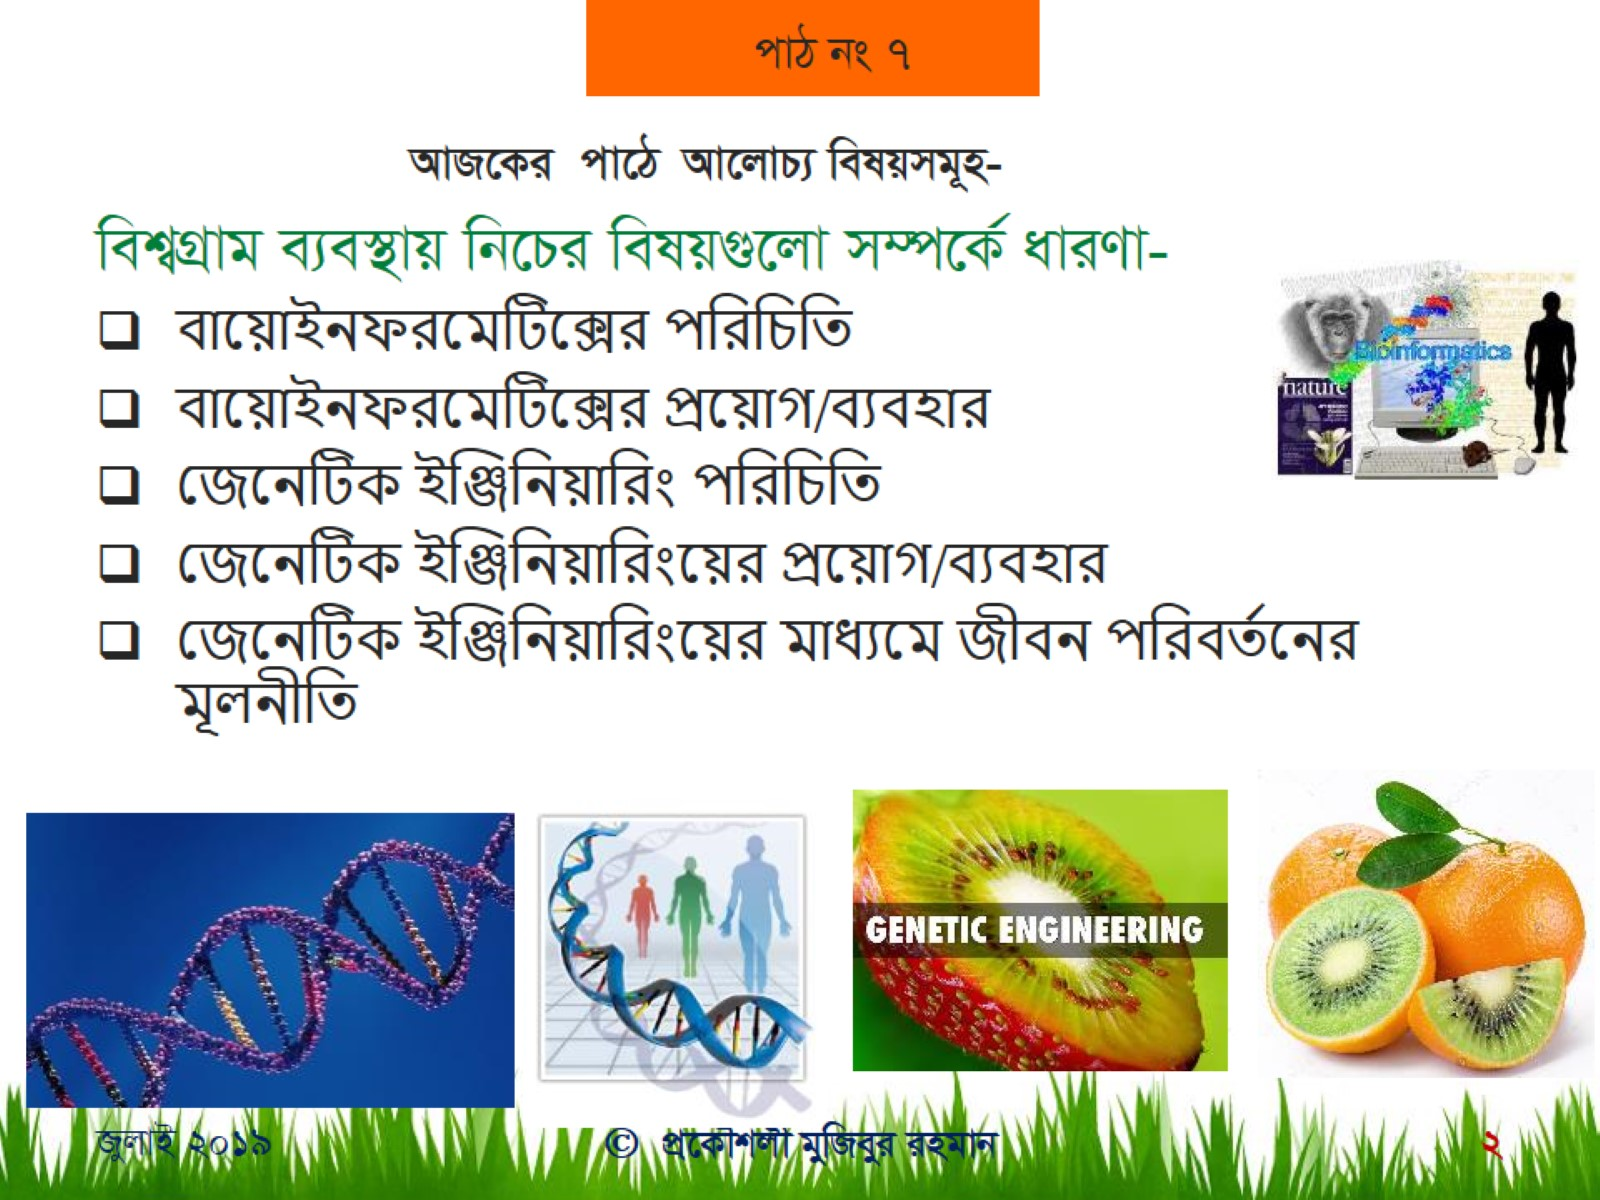 পাঠ নং ৭
আজকের পাঠে আলোচ্য বিষয়সমূহ-
বিশ্বগ্রাম ব্যবস্থায় নিচের বিষয়গুলো সম্পর্কে ধারণা-
❑ বায়োইনফরমেটিক্সের পরিচিতি
❑ বায়োইনফরমেটিক্সের প্রয়োগ/ব্যবহার
❑ জেনেটিক ইঞ্জিনিয়ারিং পরিচিতি
❑ জেনেটিক ইঞ্জিনিয়ারিংয়ের প্রয়োগ/ব্যবহার
❑ জেনেটিক ইঞ্জিনিয়ারিংয়ের মাধ্যমে জীবন পরিবর্তনের
মূলনীতি
Bioinformatics
nature
GENETIC ENGINEERING
জুলাই ২০১৯
© প্রকৌশলী মুজিবুর রহমান
২